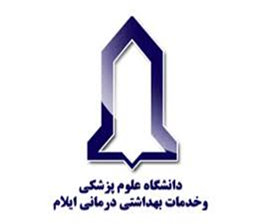 دانشگاه علوم پزشکی
وخدمات بهداشتی درمانی ایلام